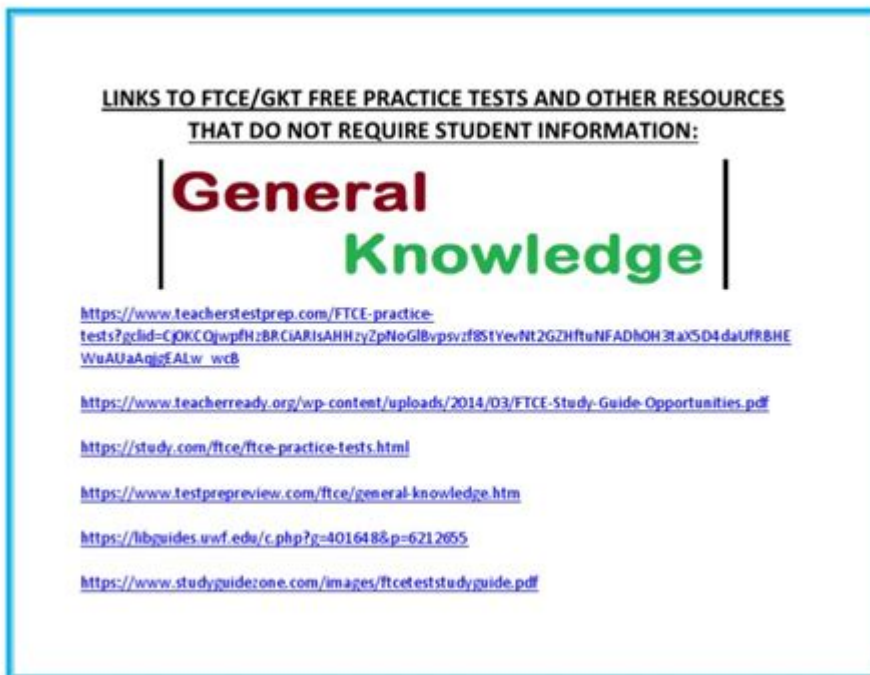 LINKS TO FTCE/GKT FREE PRACTICE TESTS AND OTHER RESOURCES
THAT DO NOT REQUIRE STUDENT INFORMATION:
General
Knowledge
https://www.teacherstestprep.com/FTCE-practice-
https://www.teacherready.org/wp-content/uploads/2014/03/FTCE-Study-Guide-Opportunities.pdf
https://study.com/ftce/ftce-practice-tests.html
https://www.testprepreview.com/ftce/general-knowledge.htm
https://libguides.uwf.edu/c.php?g=401648&p=6212655
https://www.studyguidezone.com/images/ftceteststudyguide.pdf